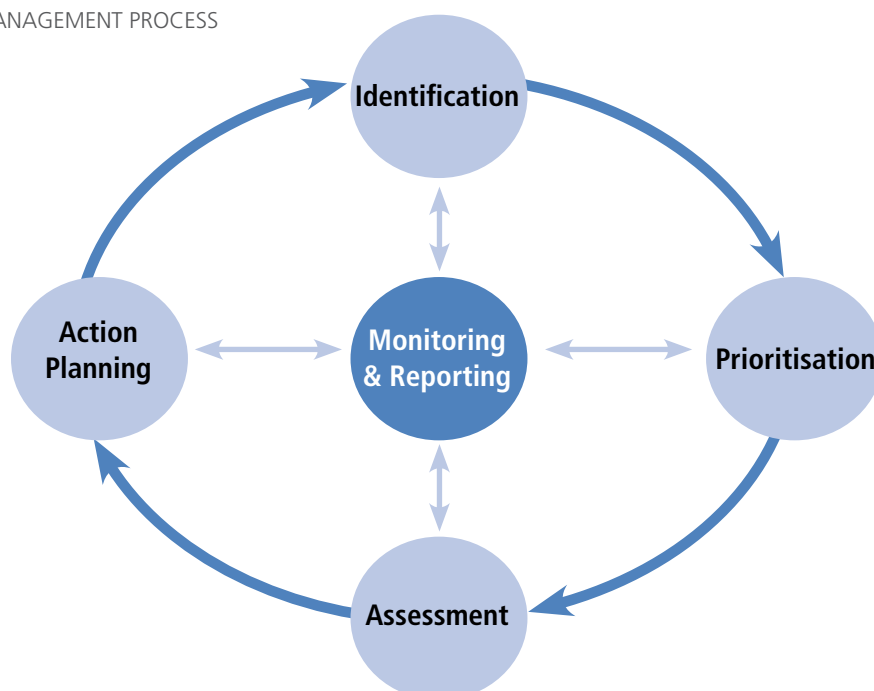 ANAGEMENT PROCESS
Identification
Action
Planning
Monitoring
& Reporting
Prioritisation
Assessment